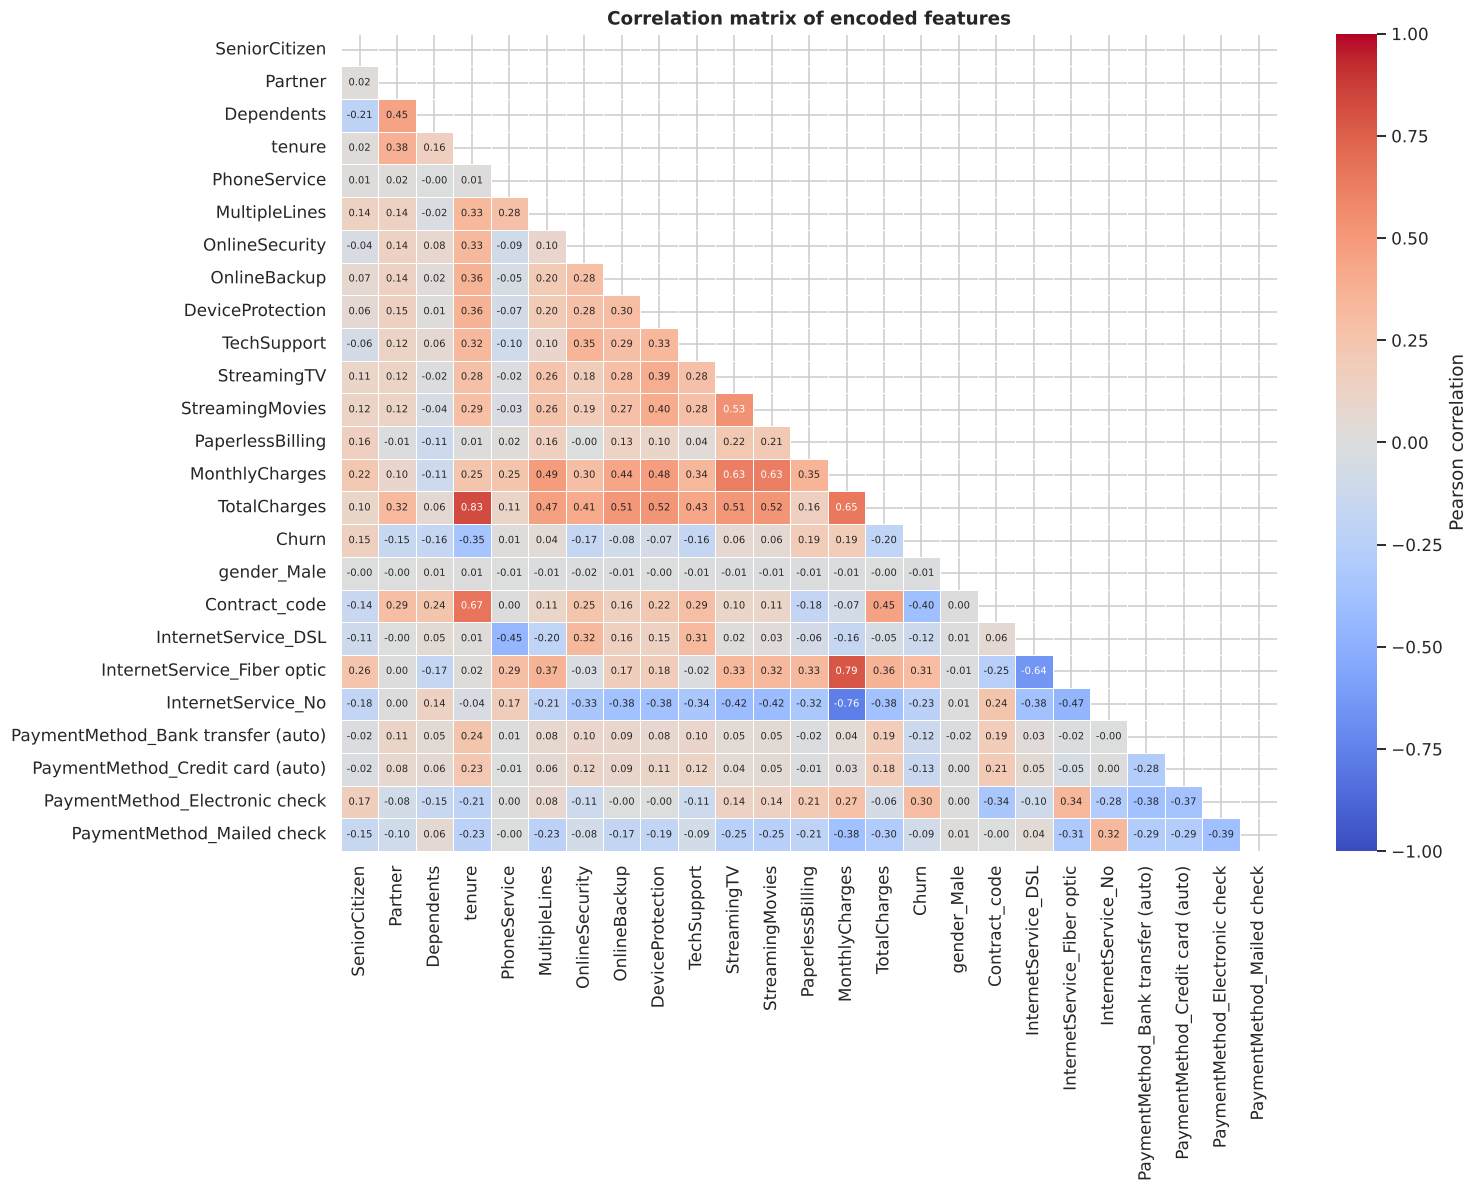 Correlation matrix of encoded features
SeniorCitizen
Partner 0.02
Dependents -0.21 0.45
tenure 0.02 0.38 0.16
PhoneService 0.01 0.02 -0.00 0.01
MultipleLines 0.14 0.14 -0.02 0.33 0.28
OnlineSecurity -0.04 0.14 0.08 0.33 -0.09 0.10
OnlineBackup 0.07 0.14 0.02 0.36 -0.05 0.20 0.28
DeviceProtection 0.06 0.15 0.01 0.36 -0.07 0.20 0.28 0.30
TechSupport -0.06 0.12 0.06 0.32 -0.10 0.10 0.35 0.29 0.33
StreamingTV 0.11 0.12 -0.02 0.28 -0.02 0.26 0.18 0.28 0.39 0.28
StreamingMovies 0.12 0.12 -0.04 0.29 -0.03 0.26 0.19 0.27 0.40 0.28 0.53
PaperlessBilling 0.16 -0.01 -0.11 0.01 0.02 0.16 -0.00 0.13 0.10 0.04 0.22 0.21
MonthlyCharges 0.22 0.10 -0.11 0.25 0.25 0.49 0.30 0.44 0.48 0.34 0.63 0.63 0.35
TotalCharges 0.10 0.32 0.06 0.83 0.11 0.47 0.41 0.51 0.52 0.43 0.51 0.52 0.16 0.65
Churn 0.15 -0.15 -0.16 -0.35 0.01 0.04 -0.17 -0.08 -0.07 -0.16 0.06 0.06 0.19 0.19 -0.20
gender_Male -0.00 -0.00 0.01 0.01 -0.01 -0.01 -0.02 -0.01 -0.00 -0.01 -0.01 -0.01 -0.01 -0.01 -0.00 -0.01
Contract_code -0.14 0.29 0.24 0.67 0.00 0.11 0.25 0.16 0.22 0.29 0.10 0.11 -0.18 -0.07 0.45 -0.40 0.00
InternetService_DSL -0.11 -0.00 0.05 0.01 -0.45 -0.20 0.32 0.16 0.15 0.31 0.02 0.03 -0.06 -0.16 -0.05 -0.12 0.01 0.06
InternetService_Fiber optic 0.26 0.00 -0.17 0.02 0.29 0.37 -0.03 0.17 0.18 -0.02 0.33 0.32 0.33 0.79 0.36 0.31 -0.01 -0.25 -0.64
InternetService_No -0.18 0.00 0.14 -0.04 0.17 -0.21 -0.33 -0.38 -0.38 -0.34 -0.42 -0.42 -0.32 -0.76 -0.38 -0.23 0.01 0.24 -0.38 -0.47
PaymentMethod_Bank transfer (auto) -0.02 0.11 0.05 0.24 0.01 0.08 0.10 0.09 0.08 0.10 0.05 0.05 -0.02 0.04 0.19 -0.12 -0.02 0.19 0.03 -0.02 -0.00
PaymentMethod_Credit card (auto) -0.02 0.08 0.06 0.23 -0.01 0.06 0.12 0.09 0.11 0.12 0.04 0.05 -0.01 0.03 0.18 -0.13 0.00 0.21 0.05 -0.05 0.00 -0.28
PaymentMethod_Electronic check 0.17 -0.08 -0.15 -0.21 0.00 0.08 -0.11 -0.00 -0.00 -0.11 0.14 0.14 0.21 0.27 -0.06 0.30 0.00 -0.34 -0.10 0.34 -0.28 -0.38 -0.37
PaymentMethod_Mailed check -0.15 -0.10 0.06 -0.23 -0.00 -0.23 -0.08 -0.17 -0.19 -0.09 -0.25 -0.25 -0.21 -0.38 -0.30 -0.09 0.01 -0.00 0.04 -0.31 0.32 -0.29 -0.29 -0.39
SeniorCitizen
Partner
Dependents
tenure
PhoneService
MultipleLines
OnlineSecurity
OnlineBackup
DeviceProtection
TechSupport
StreamingTV
StreamingMovies
PaperlessBilling
MonthlyCharges
TotalCharges
Churn
gender_Male
Contract_code
InternetService_DSL
InternetService_Fiber optic
InternetService_No
PaymentMethod_Bank transfer (auto)
PaymentMethod_Credit card (auto)
PaymentMethod_Electronic check
PaymentMethod_Mailed check
1.00
0.75
0.50
0.25
0.00
−0.25
−0.50
−0.75
−1.00
Pearson correlation